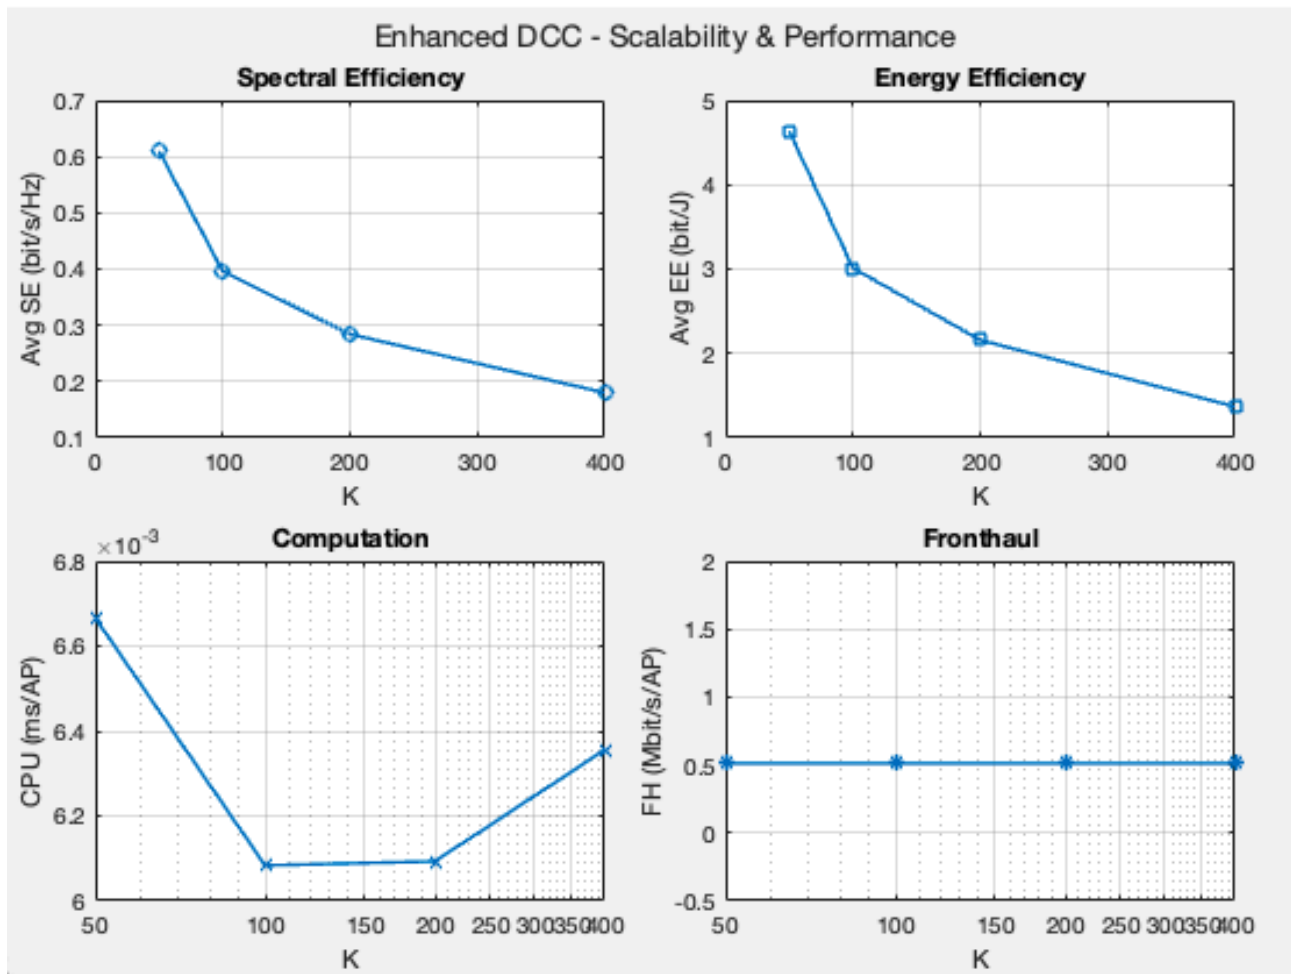 Enhanced DCC - Scalability & Performance
Spectral Efficiency
0.7
0.6
0.5
0.4
0.3
0.2
0.1
Avg SE (bit/s/Hz)
0 100 200 300 400
K
Energy Efficiency
5
4
3
2
1
Avg EE (bit/J)
0 100 200 300 400
K
Computation
×10⁻³
6.8
6.6
6.4
6.2
6
CPU (ms/AP)
50 100 150 200 250 300 350 400
K
Fronthaul
2
1.5
1
0.5
0
-0.5
FH (Mbit/s/AP)
50 100 150 200 250 300 350 400
K